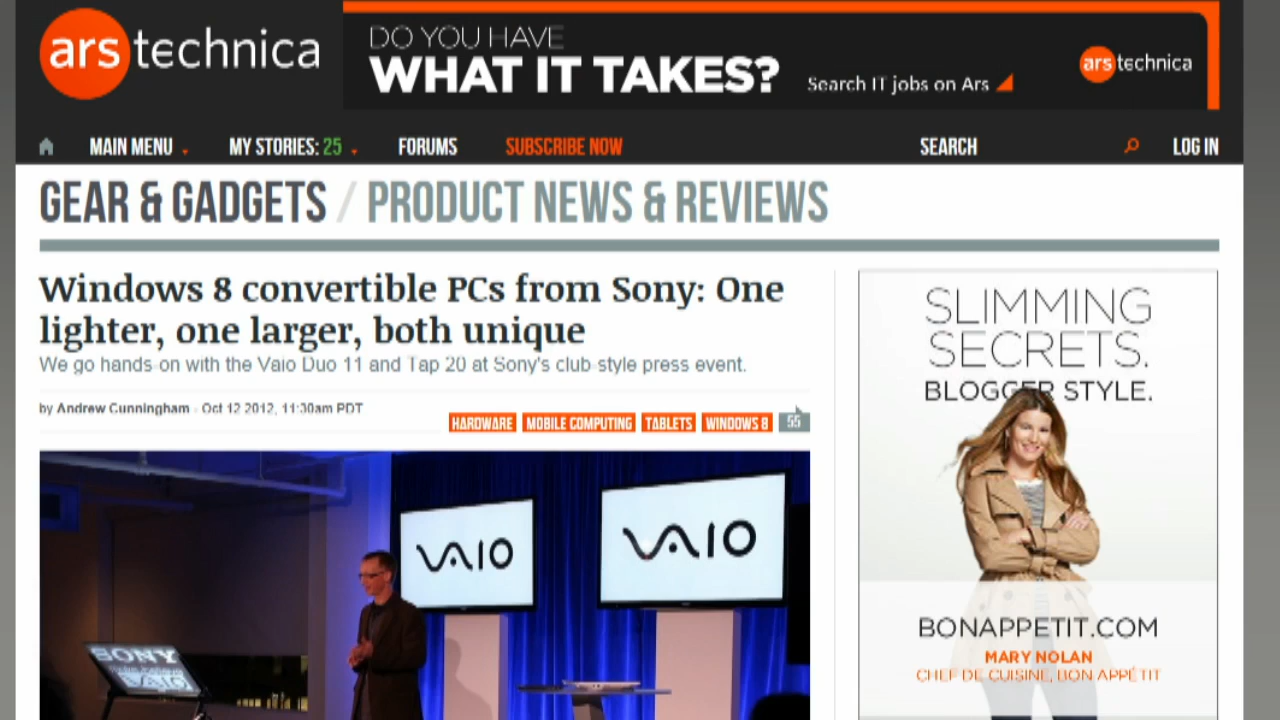 ars technica
DO YOU HAVE
WHAT IT TAKES?
Search IT jobs on Ars
ars technica
MAIN MENU
MY STORIES: 25
FORUMS
SUBSCRIBE NOW
SEARCH
LOG IN
GEAR & GADGETS / PRODUCT NEWS & REVIEWS
Windows 8 convertible PCs from Sony: One
lighter, one larger, both unique
We go hands-on with the Vaio Duo 11 and Tap 20 at Sony's club-style press event.
by Andrew Cunningham - Oct 12 2012, 11:30am PDT
HARDWARE
MOBILE COMPUTING
TABLETS
WINDOWS 8
55
VAIO
VAIO
SONY
VAIO
SLIMMING
SECRETS.
BLOGGER STYLE.
BONAPPETIT.COM
MARY NOLAN
CHEF DE CUISINE, BON APPÉTIT